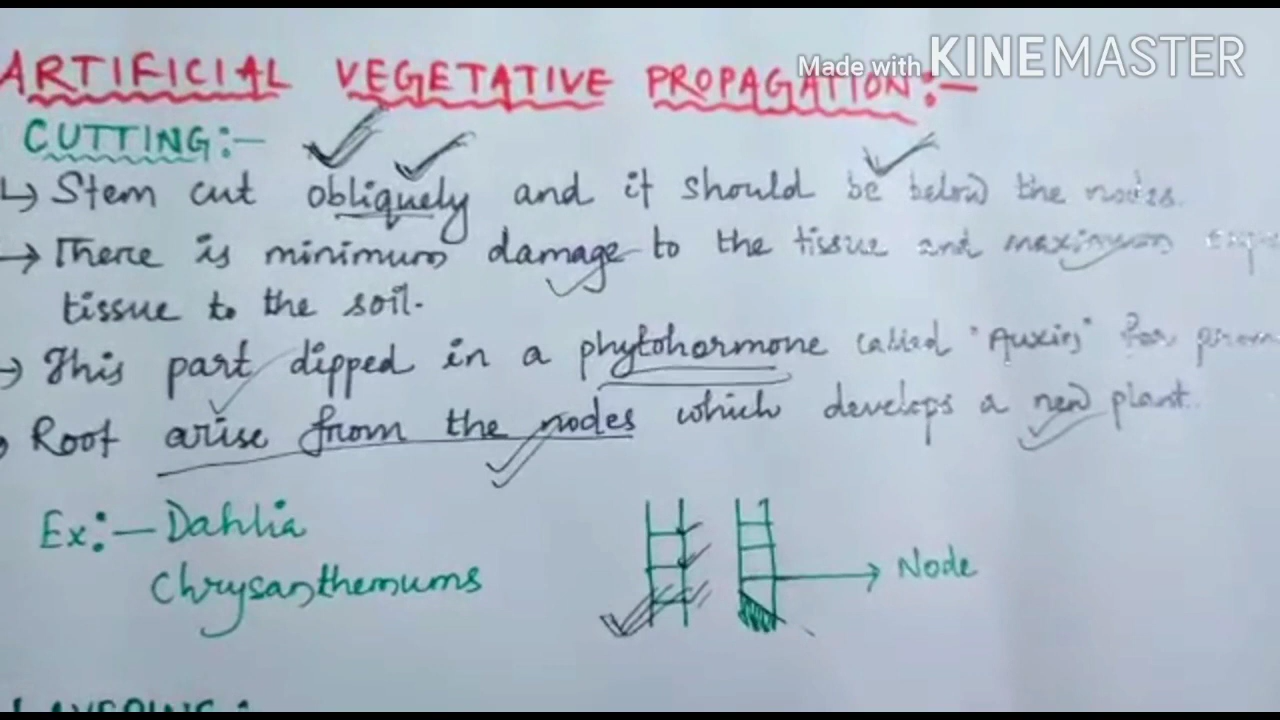 Made with KINEMASTER
ARTIFICIAL VEGETATIVE PROPAGATION:-
CUTTING:-
↳ Stem cut obliquely and it should be below the nodes.
→ There is minimum damage to the tissue and maximum
tissue to the soil.
→ This part dipped in a phytohormone called "Auxin" for
Root arise from the nodes which develops a new plant.
Ex:- Dahlia
Chrysanthemums
→ Node